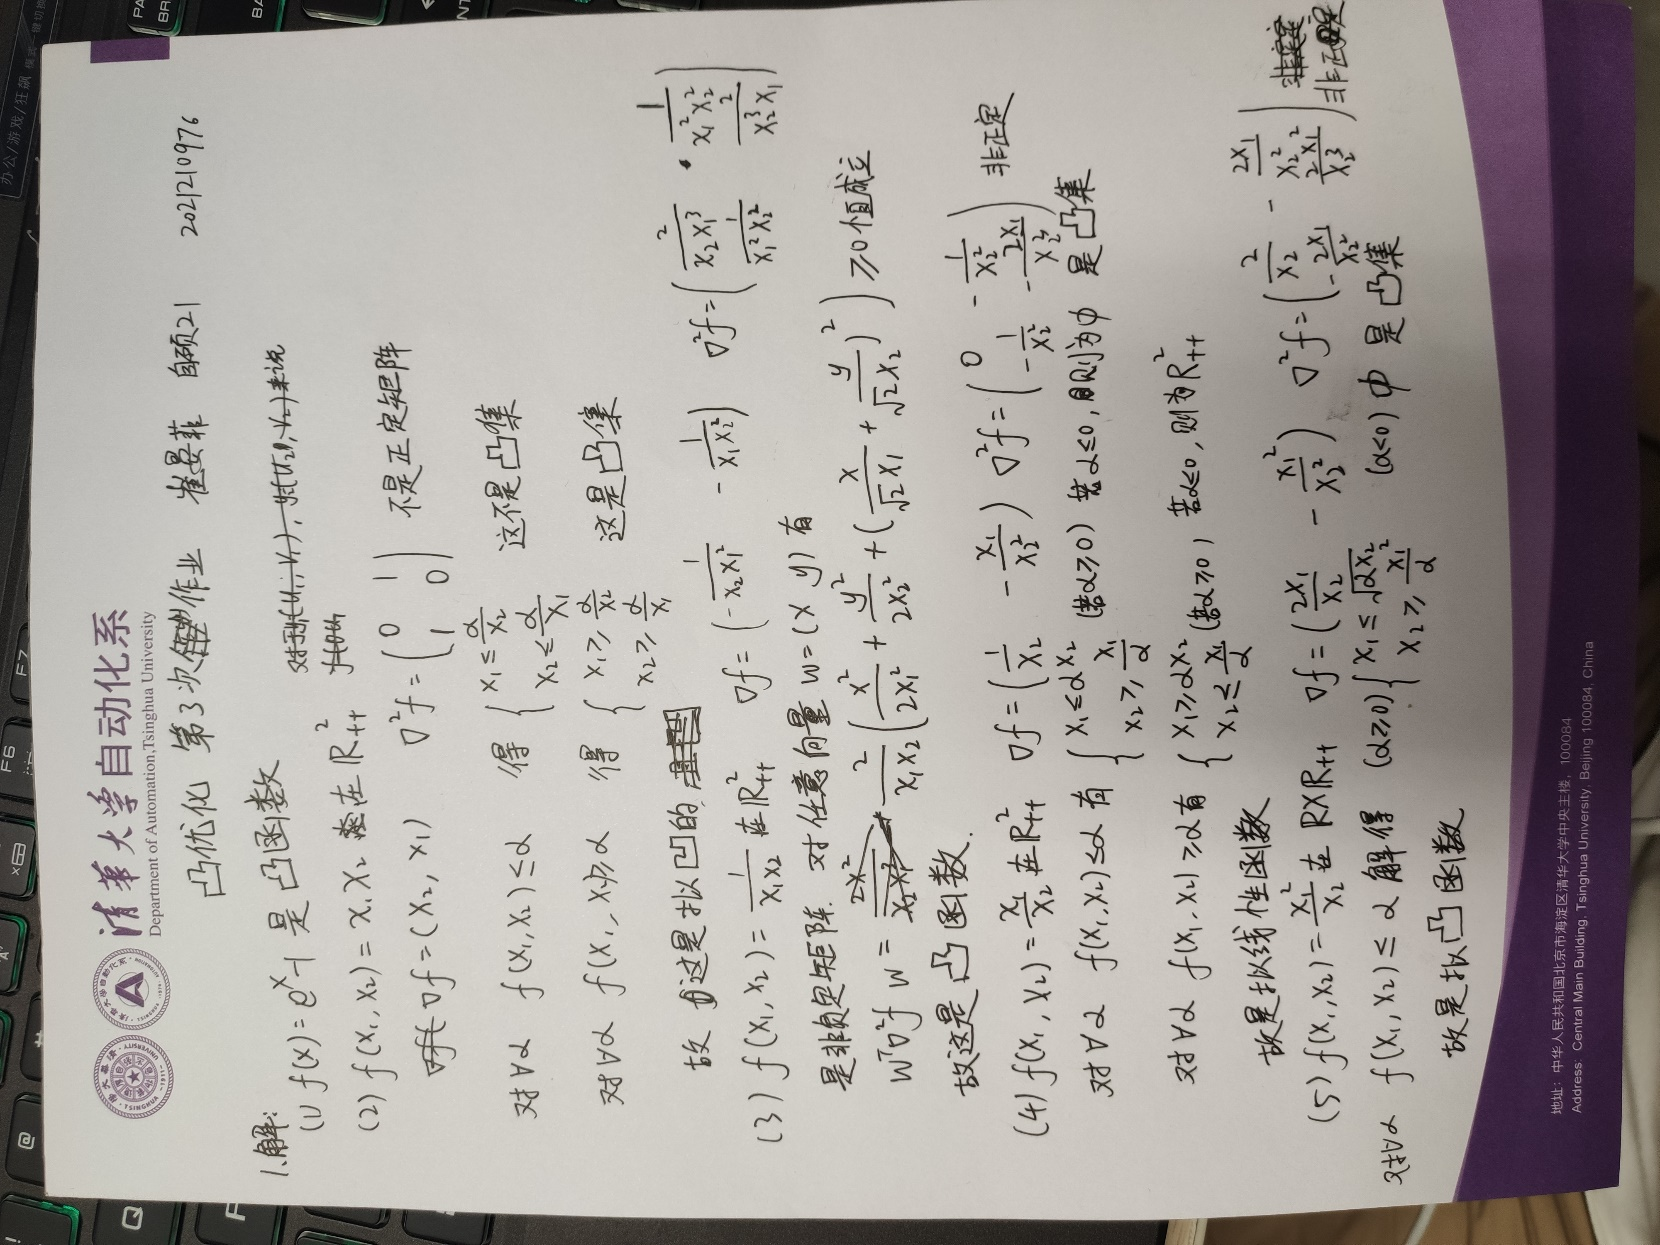 清华大学自动化系
Department of Automation,Tsinghua University
凸优化 第3次作业 崔晏菲 自硕21 2021210976
1.解:
(1) f(x)=e^x-1 是凸函数
(2) f(x₁,x₂)=x₁x₂ 在R₊₊²
∇f=(x₂,x₁) ∇²f=(0 1
1 0) 不是正定矩阵
对∀α f(x₁,x₂)≤α 得 { x₁≤α/x₂
x₂≤α/x₁ 这不是凸集
对∀α f(x₁,x₂)≥α 得 { x₁≥α/x₂
x₂≥α/x₁ 这是凸集
故 这是拟凹的
(3) f(x₁,x₂)=1/(x₁x₂) 在R₊₊² ∇f=(-1/(x₂x₁²) -1/(x₁x₂²)) ∇²f=(2/(x₂x₁³) 1/(x₁²x₂²)
1/(x₁²x₂²) 2/(x₂³x₁))
是非负定矩阵. 对任意向量 w=(x y) 有
wᵀ∇²f w = 2/(x₁x₂) (x²/(2x₁²) + y²/(2x₂²) + (x/(√2x₁) + y/(√2x₂))²) ≥0 恒成立
故这是凸函数.
(4) f(x₁,x₂)=x₁/x₂ 在R₊₊² ∇f=(1/x₂ -x₁/x₂²) ∇²f=(0 -1/x₂²
-1/x₂² -2x₁/x₂³) 非正定
对∀α f(x₁,x₂)≤α 有 { x₁≤αx₂
x₂≥x₁/α (若α≥0) 若α≤0, 则为φ 是凸集
对∀α f(x₁,x₂)≥α 有 { x₁≥αx₂
x₂≤x₁/α (若α≥0), 若α≤0, 则为R₊₊²
故是拟线性函数
(5) f(x₁,x₂)=x₁²/x₂ 在 R×R₊₊ ∇f=(2x₁/x₂ -x₁²/x₂²) ∇²f=(2/x₂ -2x₁/x₂²
-2x₁/x₂² 2x₁/x₂³) 非正定
对∀α f(x₁,x₂)≤α 解得 (α≥0) { x₁≤√αx₂
x₂≥x₁²/α (α<0) φ 是凸集
故是拟凸函数
地址：中华人民共和国北京市海淀区清华大学中央主楼，100084
Address: Central Main Building, Tsinghua University, Beijing 100084, China